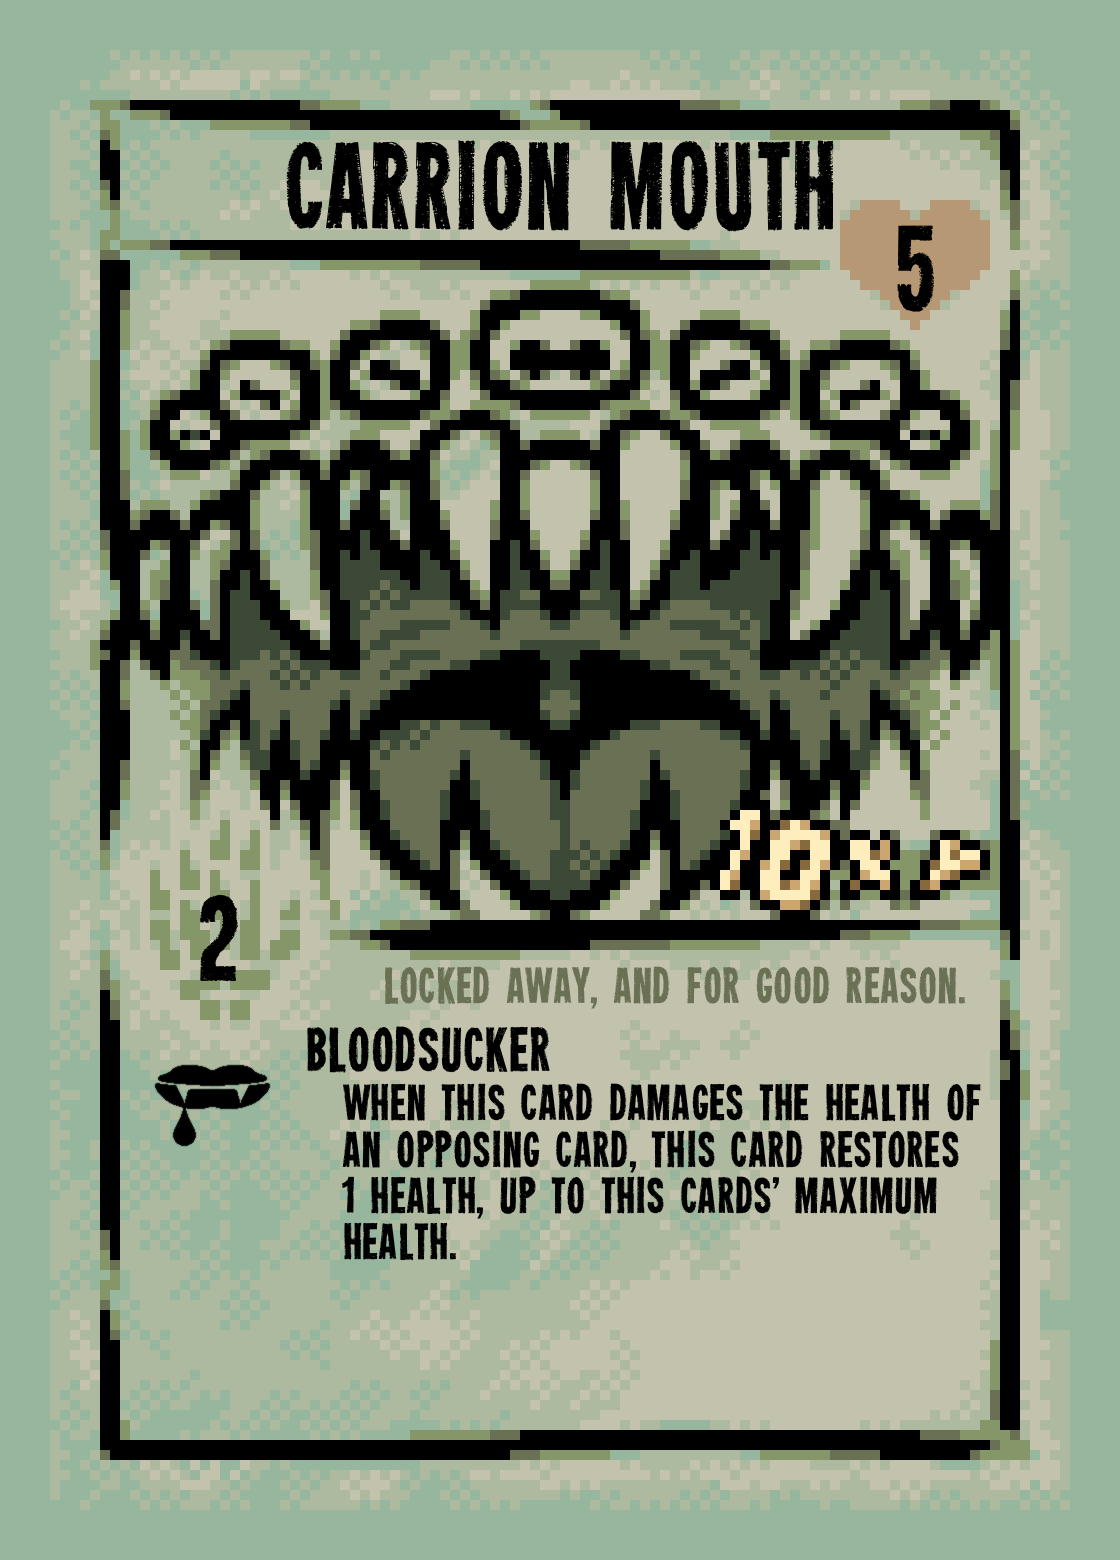 CARRION MOUTH
5
10XP
2
LOCKED AWAY, AND FOR GOOD REASON.
BLOODSUCKER
WHEN THIS CARD DAMAGES THE HEALTH OF
AN OPPOSING CARD, THIS CARD RESTORES
1 HEALTH, UP TO THIS CARDS' MAXIMUM
HEALTH.